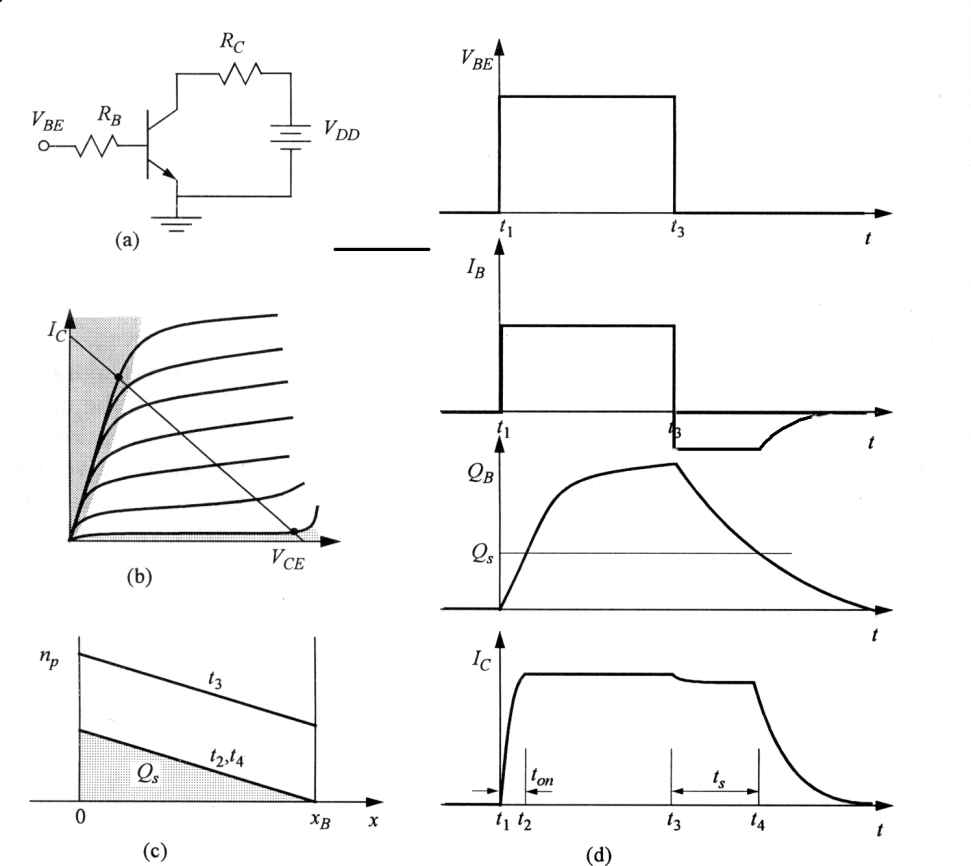 R_C
V_BE
R_B
V_DD
(a)
I_C
V_CE
(b)
n_p
t_3
t_2,t_4
Q_s
0
x_B
x
(c)
V_BE
t_1
t_3
t
I_B
t_1
t_3
t
Q_B
Q_s
t
I_C
t_on
t_s
t_1 t_2
t_3
t_4
t
(d)